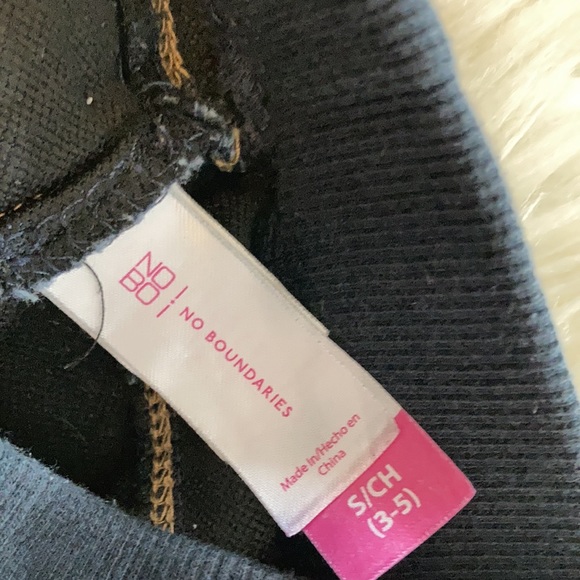 NO
BO
NO BOUNDARIES
Made in/Hecho en
China
S/CH
(3-5)